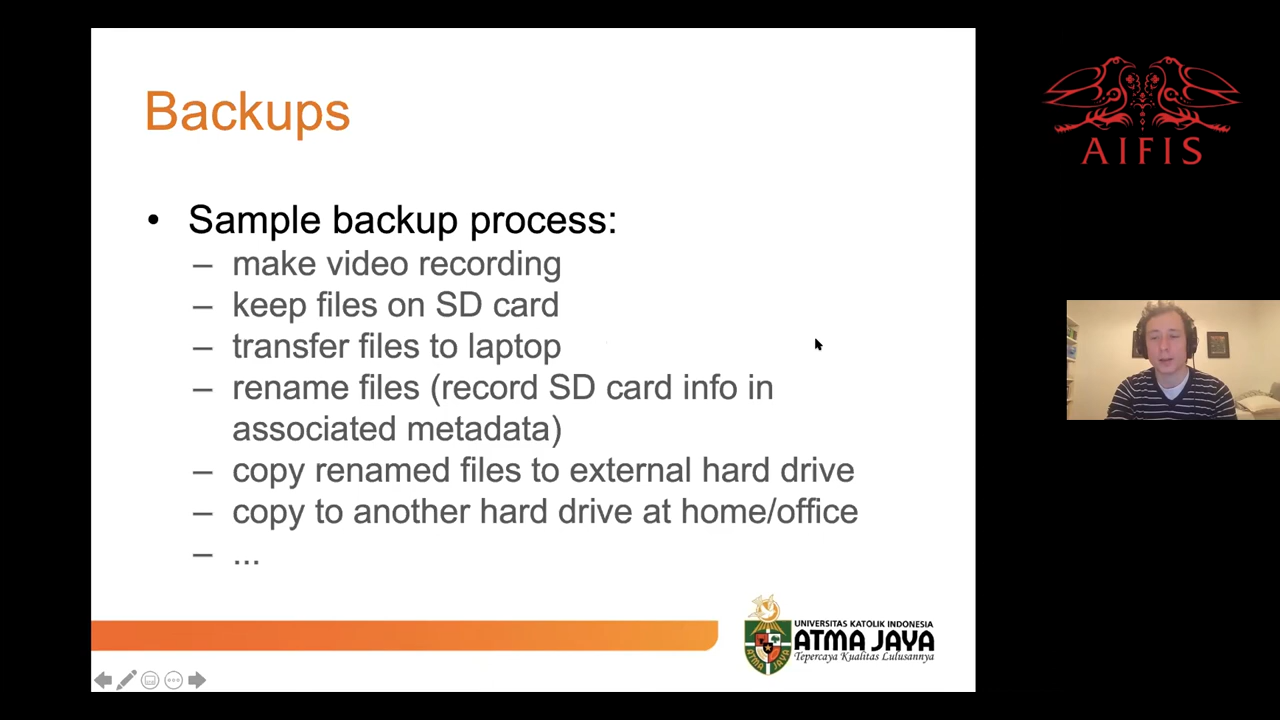 Backups
• Sample backup process:
– make video recording
– keep files on SD card
– transfer files to laptop
– rename files (record SD card info in
associated metadata)
– copy renamed files to external hard drive
– copy to another hard drive at home/office
– ...
AIFIS
UNIVERSITAS KATOLIK INDONESIA
ATMA JAYA
Tepercaya Kualitas Lulusannya
ATMA JAYA